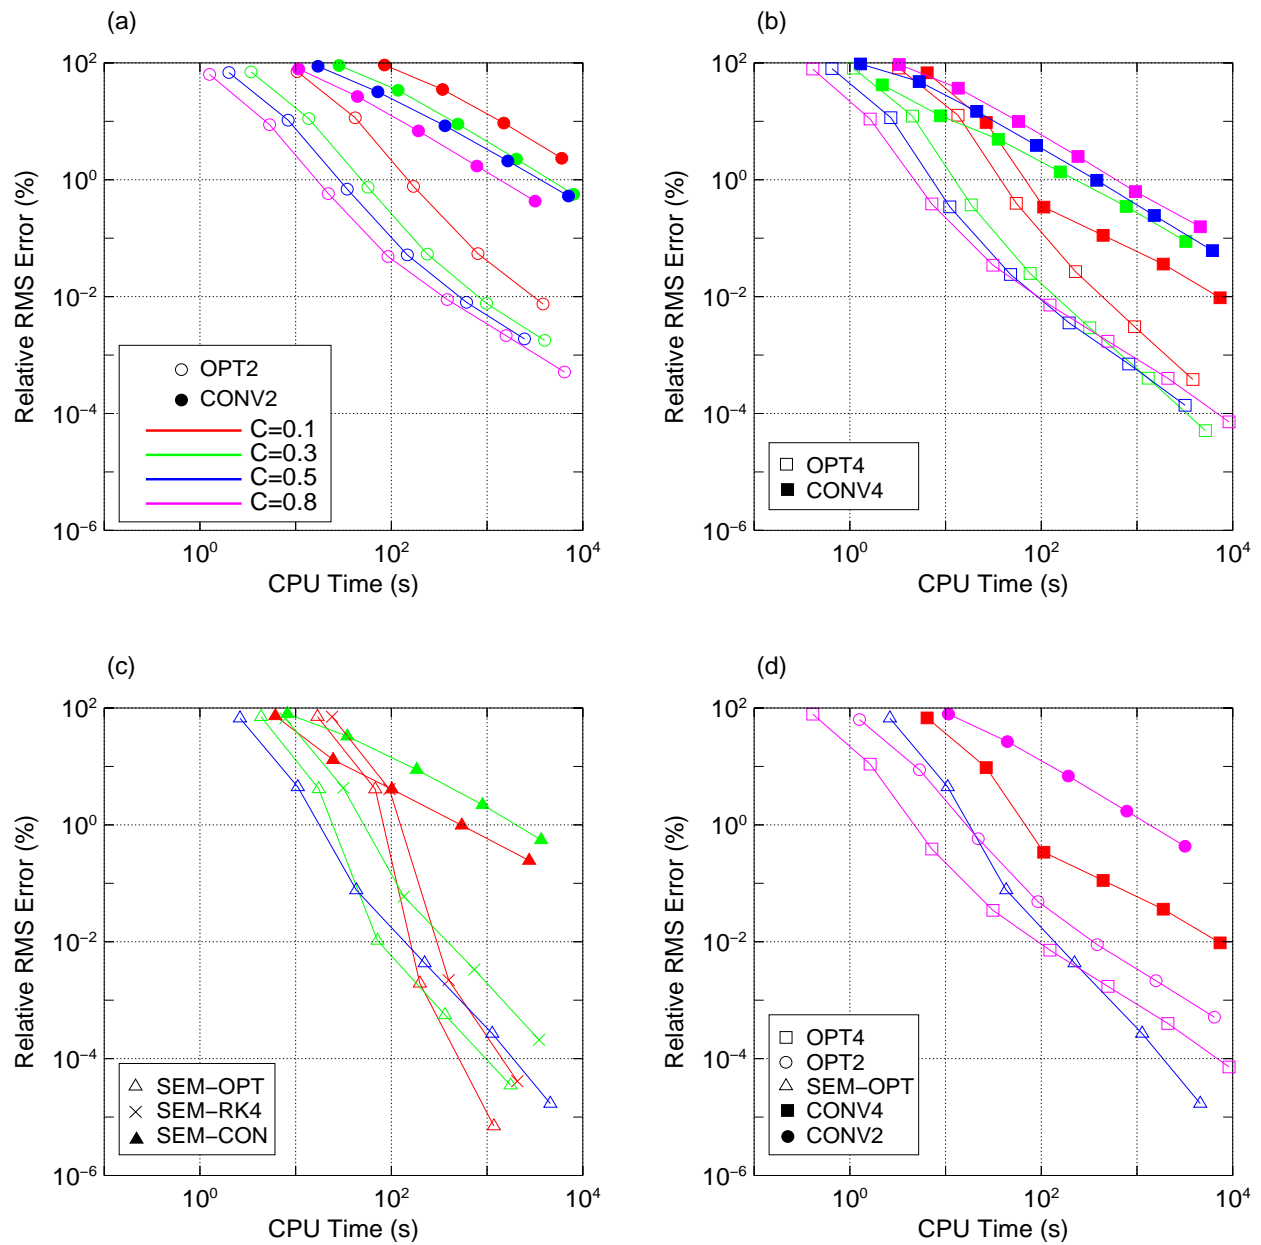 (a)
10²
10⁰
10⁻²
10⁻⁴
10⁻⁶
Relative RMS Error (%)
OPT2
CONV2
C=0.1
C=0.3
C=0.5
C=0.8
10⁰
10²
10⁴
CPU Time (s)
(b)
10²
10⁰
10⁻²
10⁻⁴
10⁻⁶
Relative RMS Error (%)
OPT4
CONV4
10⁰
10²
10⁴
CPU Time (s)
(c)
10²
10⁰
10⁻²
10⁻⁴
10⁻⁶
Relative RMS Error (%)
SEM−OPT
SEM−RK4
SEM−CON
10⁰
10²
10⁴
CPU Time (s)
(d)
10²
10⁰
10⁻²
10⁻⁴
10⁻⁶
Relative RMS Error (%)
OPT4
OPT2
SEM−OPT
CONV4
CONV2
10⁰
10²
10⁴
CPU Time (s)